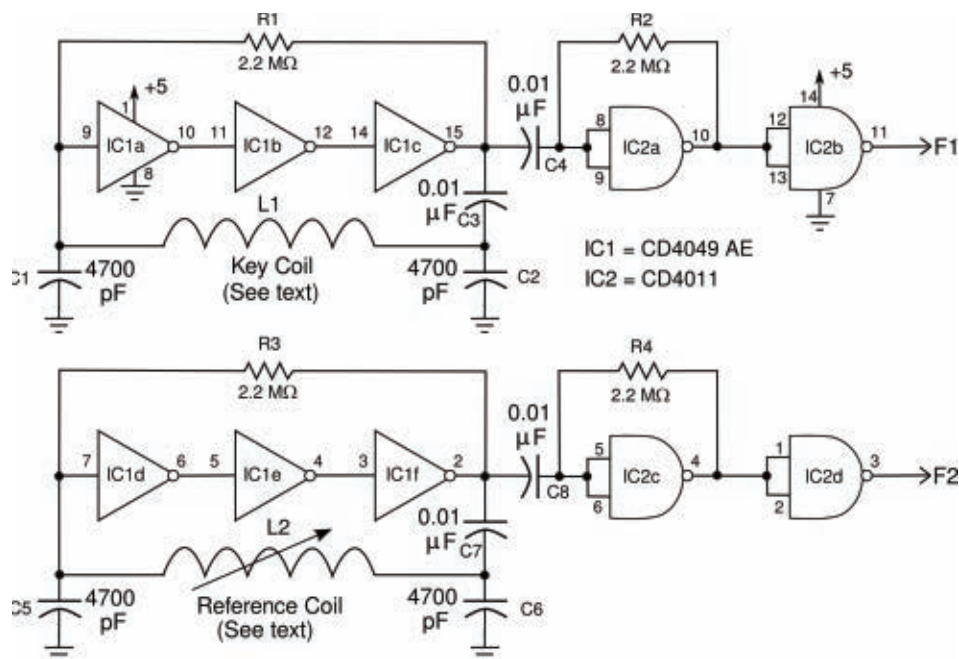 R1
2.2 MΩ
R2
2.2 MΩ
+5
1
9
IC1a
10
8
11
IC1b
12
14
IC1c
15
0.01
μF
C4
8
9
IC2a
10
+5
14
12
13
IC2b
11
7
F1
0.01
μF C3
L1
Key Coil
(See text)
C1
4700
pF
4700
pF
C2
IC1 = CD4049 AE
IC2 = CD4011
R3
2.2 MΩ
R4
2.2 MΩ
7
IC1d
6
5
IC1e
4
3
IC1f
2
0.01
μF
C8
5
6
IC2c
4
1
2
IC2d
3
F2
0.01
μF C7
L2
Reference Coil
(See text)
C5
4700
pF
4700
pF
C6